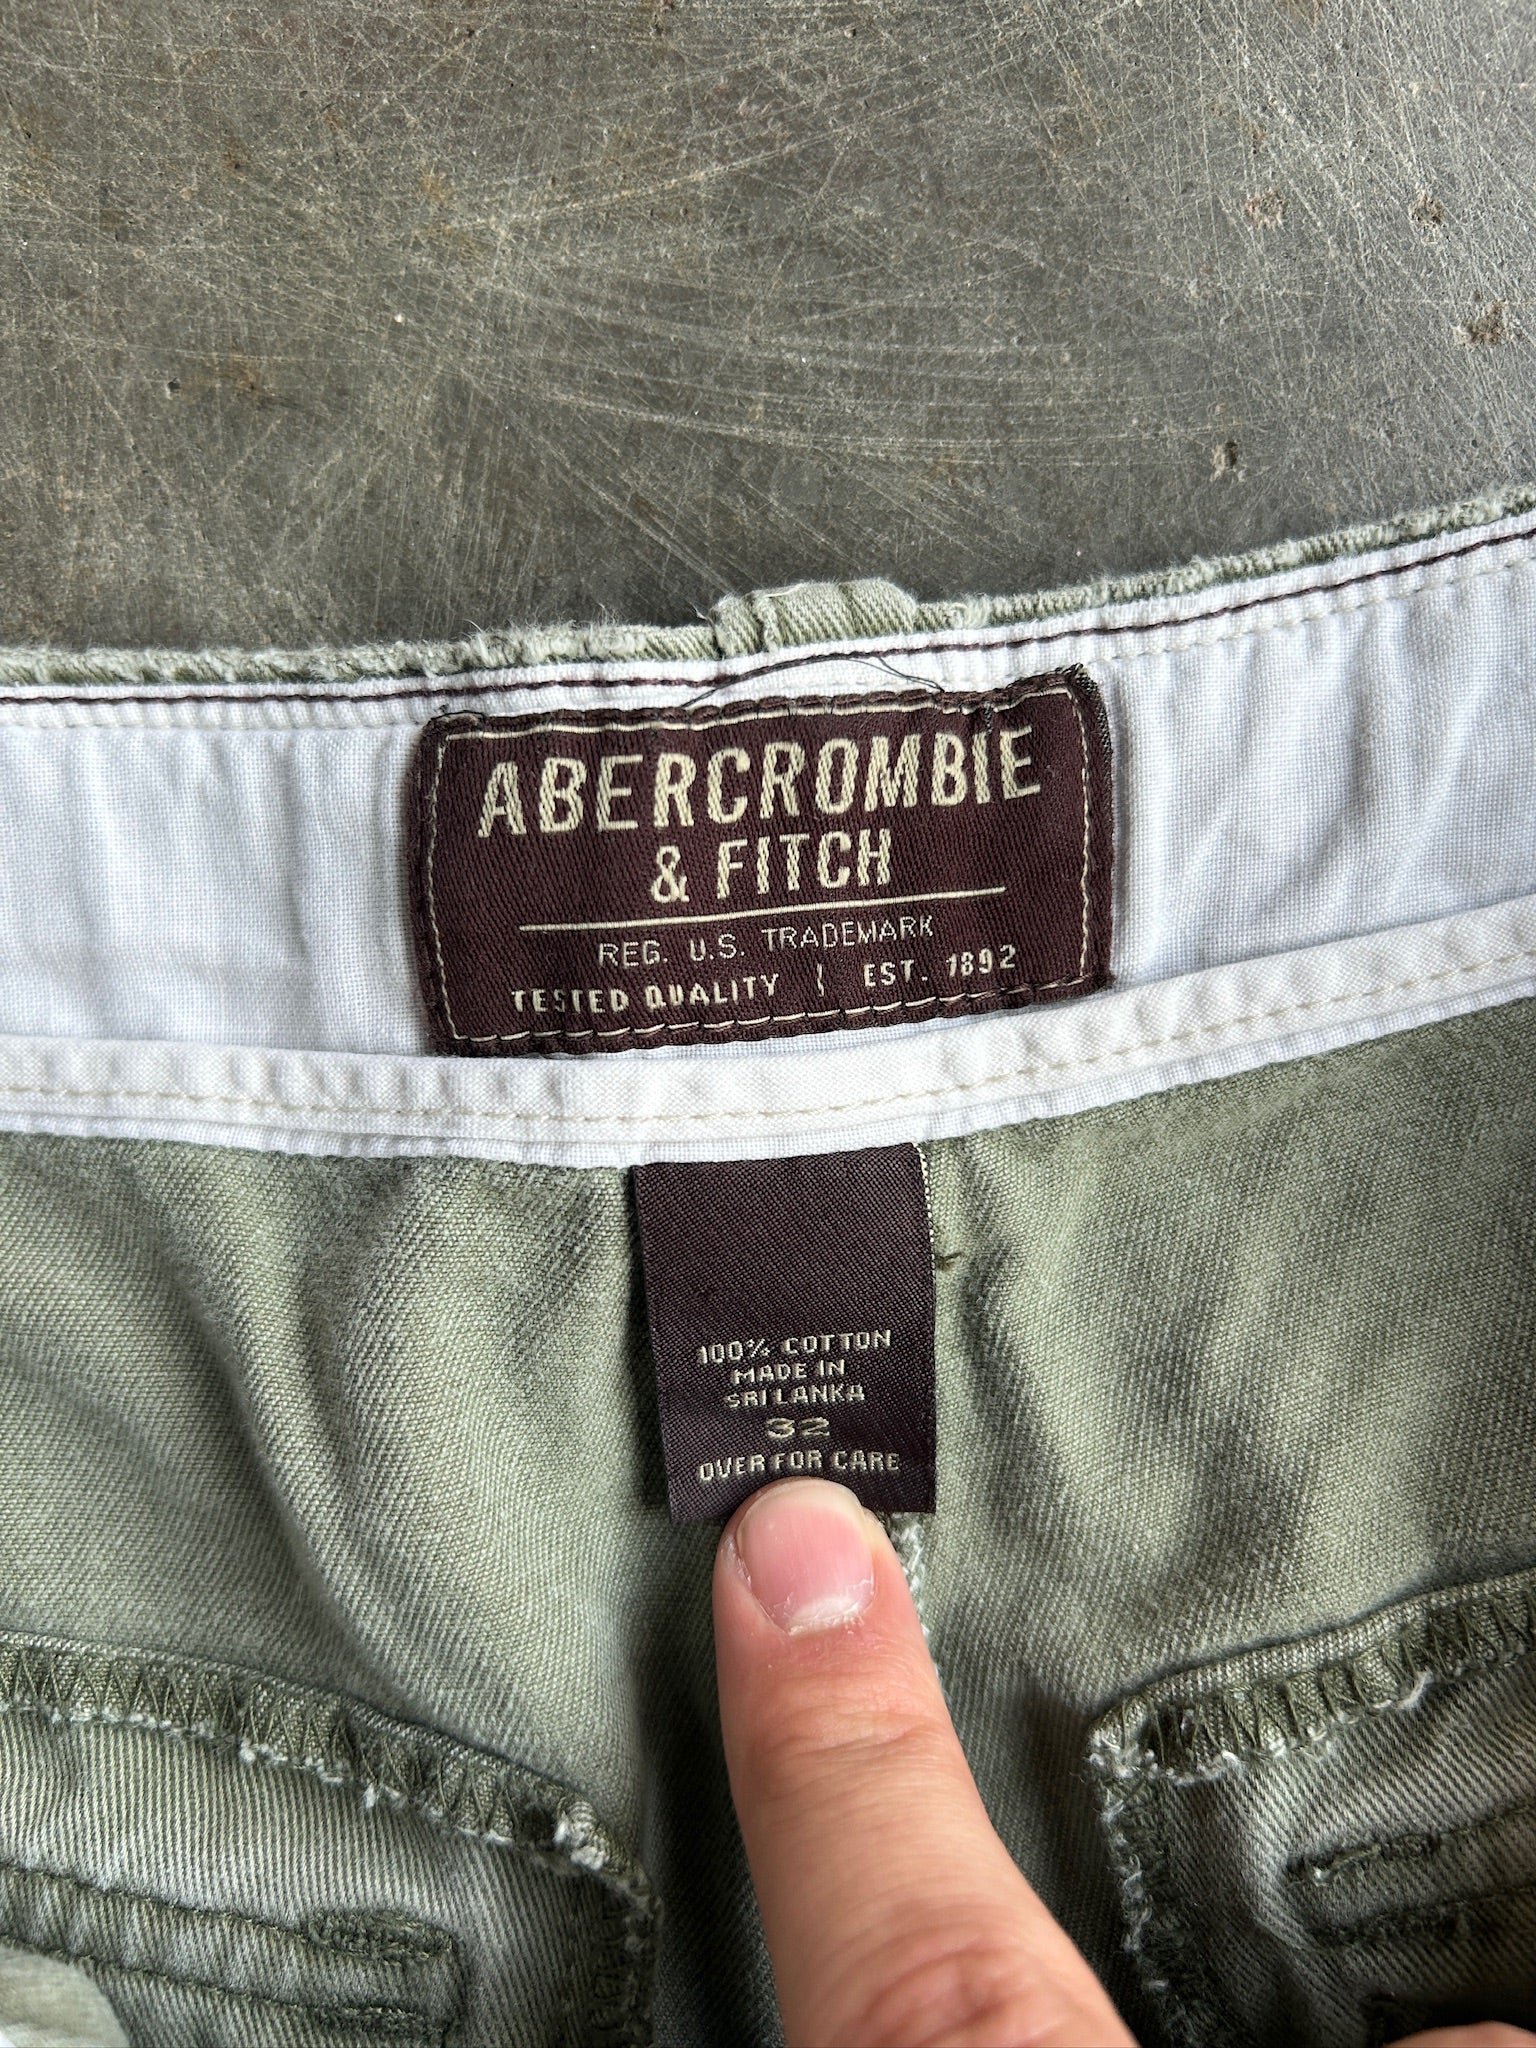 ABERCROMBIE
& FITCH
REG. U.S. TRADEMARK
TESTED QUALITY EST. 1892
100% COTTON
MADE IN
SRI LANKA
32
OVER FOR CARE